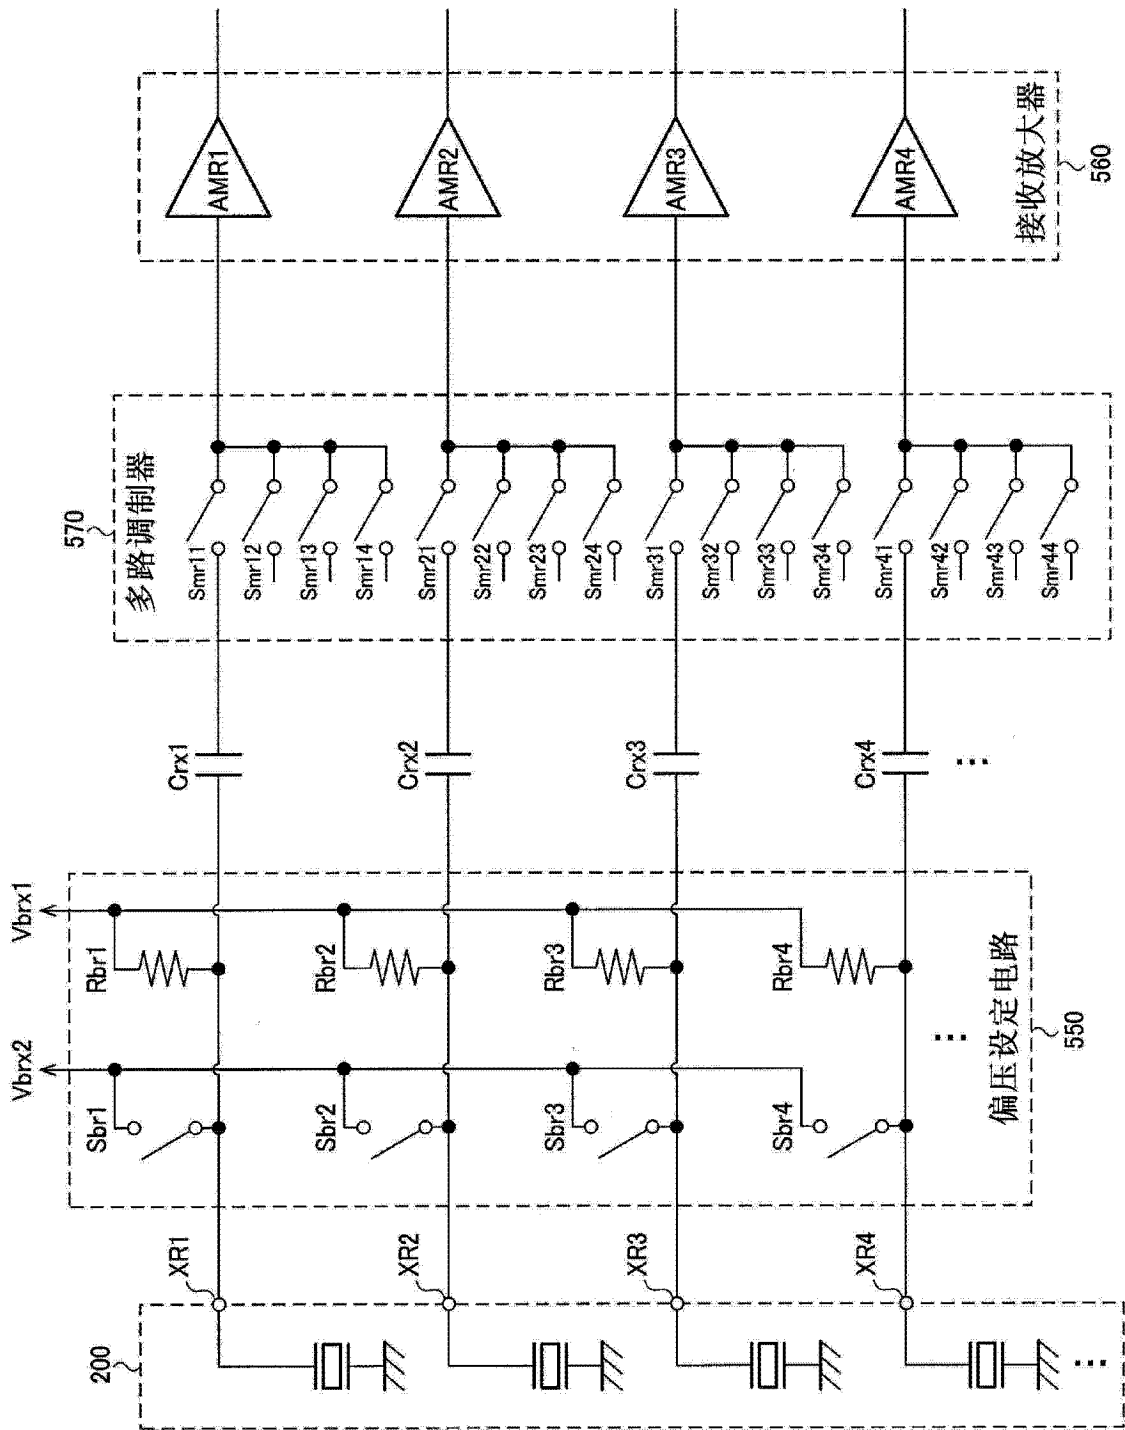 200
XR1
XR2
XR3
XR4
Vbrx2
Vbrx1
Sbr1
Rbr1
Sbr2
Rbr2
Sbr3
Rbr3
Sbr4
Rbr4
偏压设定电路
550
Crx1
Crx2
Crx3
Crx4
570
多路调制器
Smr11
Smr12
Smr13
Smr14
Smr21
Smr22
Smr23
Smr24
Smr31
Smr32
Smr33
Smr34
Smr41
Smr42
Smr43
Smr44
AMR1
AMR2
AMR3
AMR4
接收放大器
560